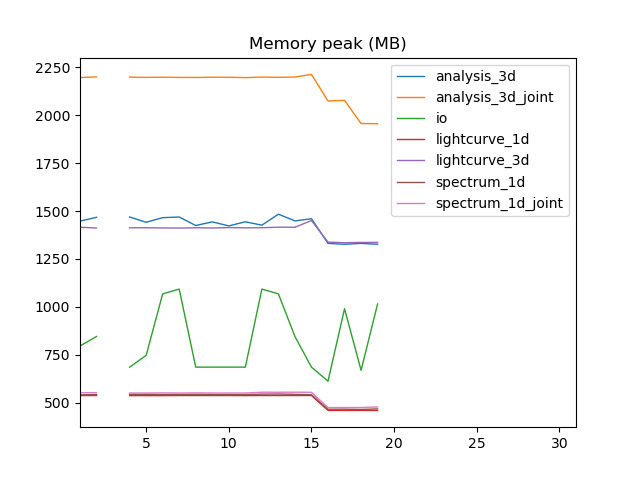 Memory peak (MB)
2250
2000
1750
1500
1250
1000
750
500
5
10
15
20
25
30
analysis_3d
analysis_3d_joint
io
lightcurve_1d
lightcurve_3d
spectrum_1d
spectrum_1d_joint